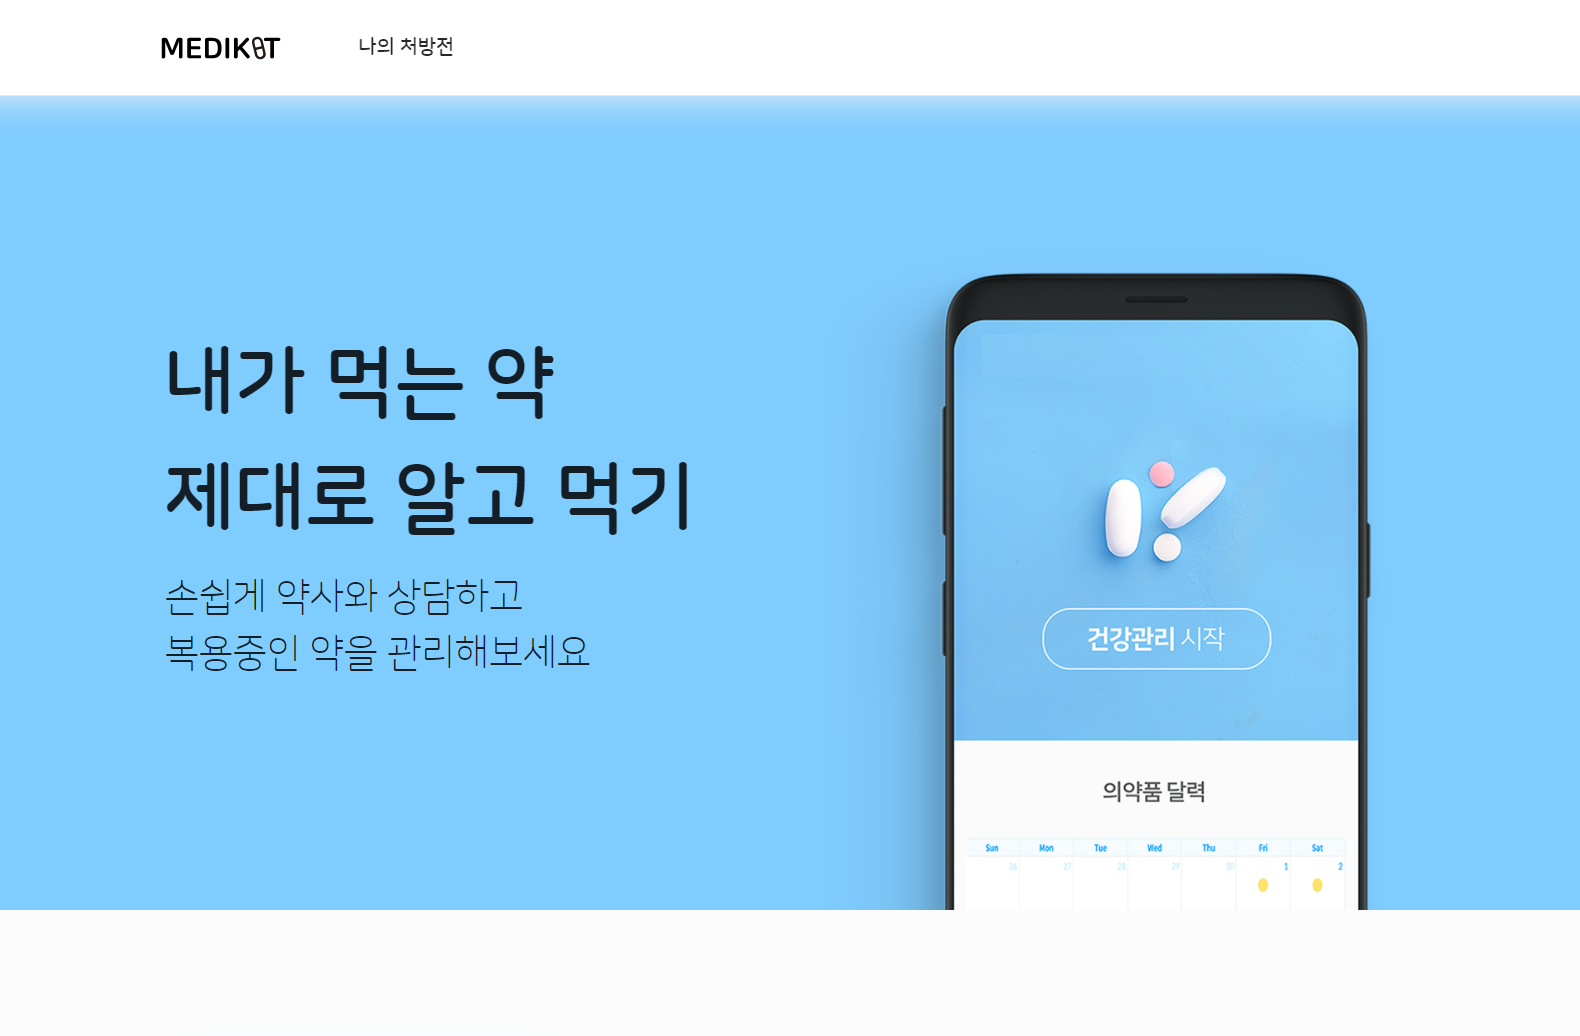 MEDIKIT
나의 처방전
내가 먹는 약
제대로 알고 먹기
손쉽게 약사와 상담하고
복용중인 약을 관리해보세요
건강관리 시작
의약품 달력
Sun Mon Tue Wed Thu Fri Sat
26 27 28 29 30 1 2